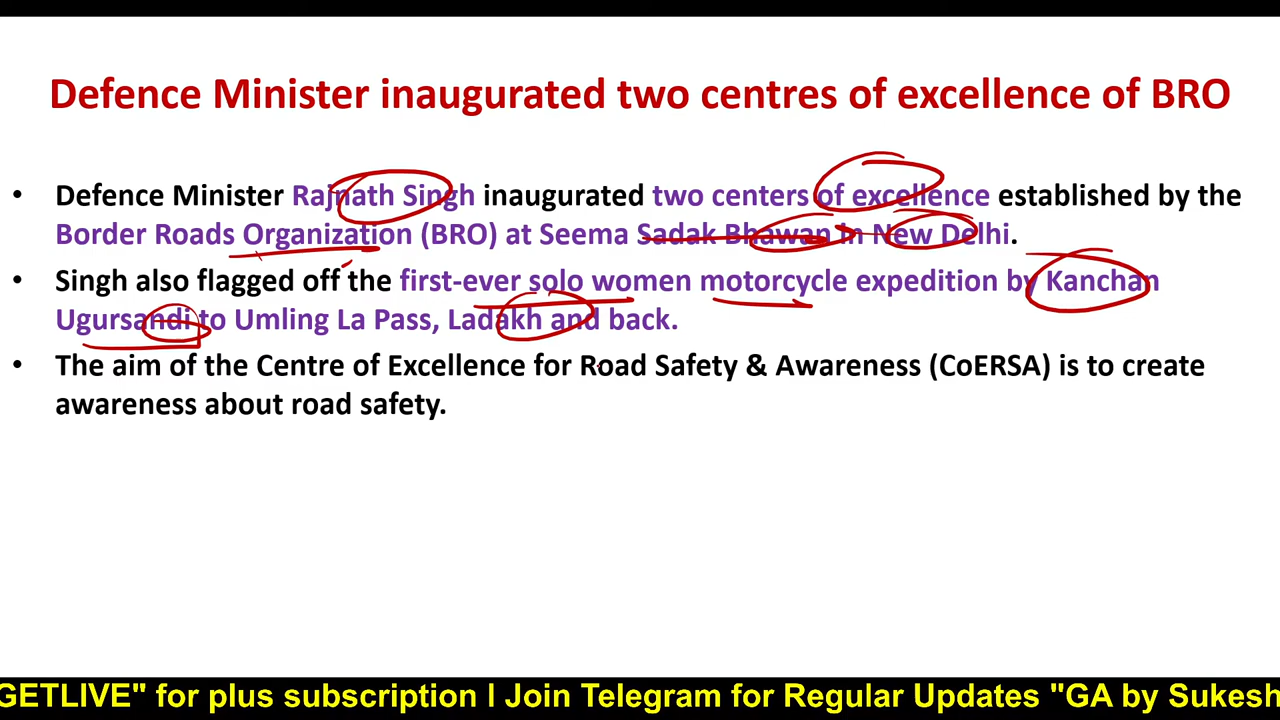 Defence Minister inaugurated two centres of excellence of BRO
• Defence Minister Rajnath Singh inaugurated two centers of excellence established by the
Border Roads Organization (BRO) at Seema Sadak Bhawan in New Delhi.
• Singh also flagged off the first-ever solo women motorcycle expedition by Kanchan
Ugursandi to Umling La Pass, Ladakh and back.
• The aim of the Centre of Excellence for Road Safety & Awareness (CoERSA) is to create
awareness about road safety.
GETLIVE" for plus subscription I Join Telegram for Regular Updates "GA by Sukesh